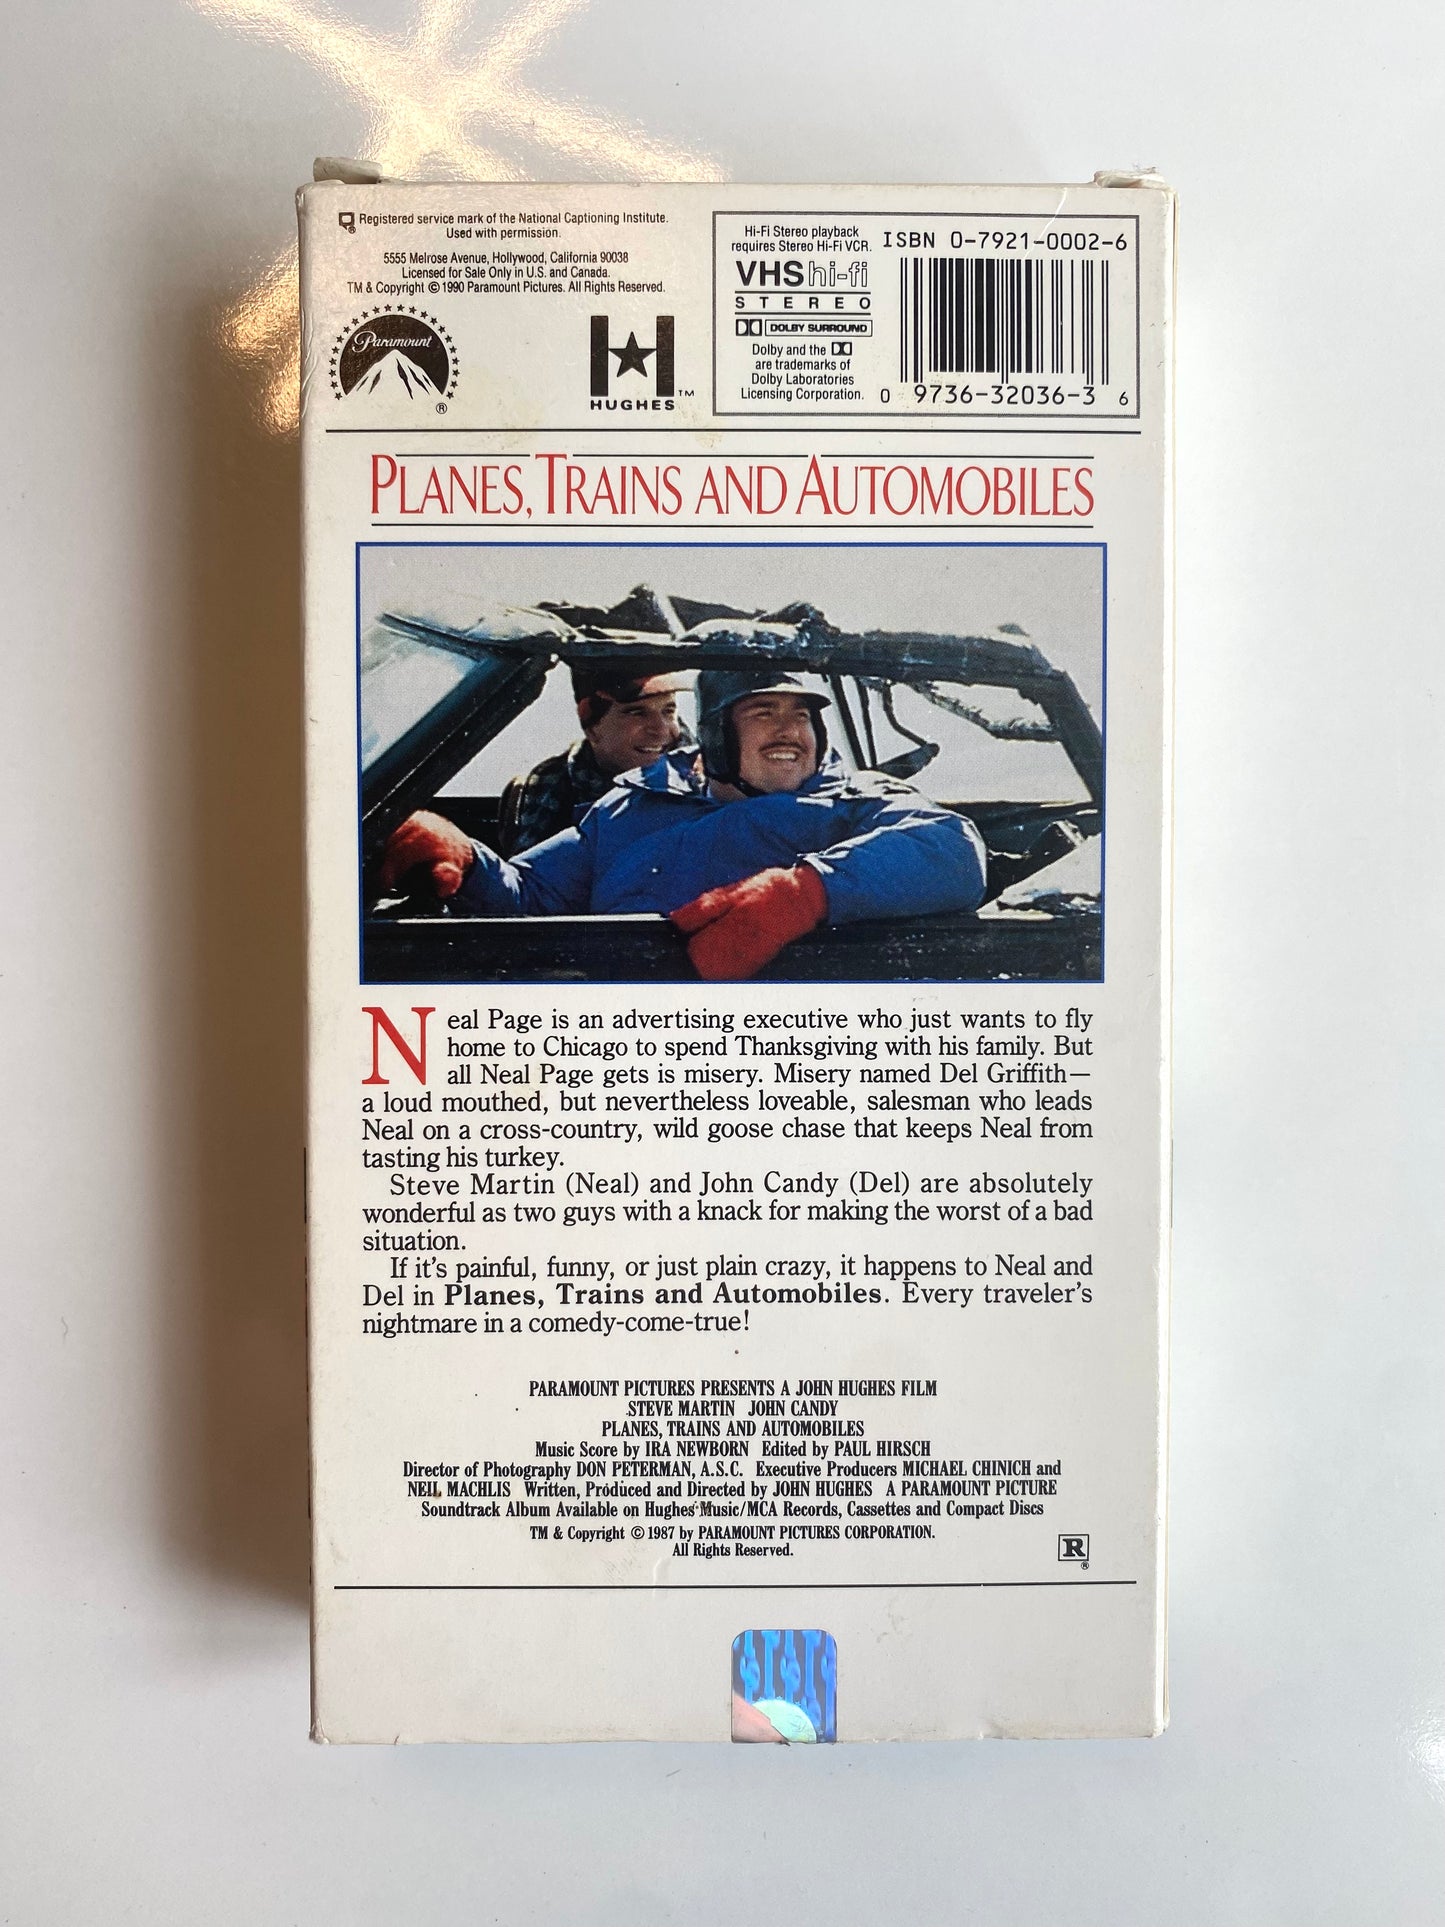 Registered service mark of the National Captioning Institute.
Used with permission.
5555 Melrose Avenue, Hollywood, California 90038
Licensed for Sale Only in U.S. and Canada.
TM & Copyright © 1990 Paramount Pictures. All Rights Reserved.
Paramount
®
HUGHES™
Hi-Fi Stereo playback
requires Stereo Hi-Fi VCR.
VHS hi-fi
STEREO
DOLBY SURROUND
Dolby and the
are trademarks of
Dolby Laboratories
Licensing Corporation.
ISBN 0-7921-0002-6
0 9736-32036-3 6
PLANES, TRAINS AND AUTOMOBILES
Neal Page is an advertising executive who just wants to fly
home to Chicago to spend Thanksgiving with his family. But
all Neal Page gets is misery. Misery named Del Griffith—
a loud mouthed, but nevertheless loveable, salesman who leads
Neal on a cross-country, wild goose chase that keeps Neal from
tasting his turkey.
Steve Martin (Neal) and John Candy (Del) are absolutely
wonderful as two guys with a knack for making the worst of a bad
situation.
If it's painful, funny, or just plain crazy, it happens to Neal and
Del in Planes, Trains and Automobiles. Every traveler's
nightmare in a comedy-come-true!
PARAMOUNT PICTURES PRESENTS A JOHN HUGHES FILM
STEVE MARTIN JOHN CANDY
PLANES, TRAINS AND AUTOMOBILES
Music Score by IRA NEWBORN Edited by PAUL HIRSCH
Director of Photography DON PETERMAN, A.S.C. Executive Producers MICHAEL CHINICH and
NEIL MACHLIS Written, Produced and Directed by JOHN HUGHES A PARAMOUNT PICTURE
Soundtrack Album Available on Hughes Music/MCA Records, Cassettes and Compact Discs
TM & Copyright © 1987 by PARAMOUNT PICTURES CORPORATION.
All Rights Reserved.
R
®